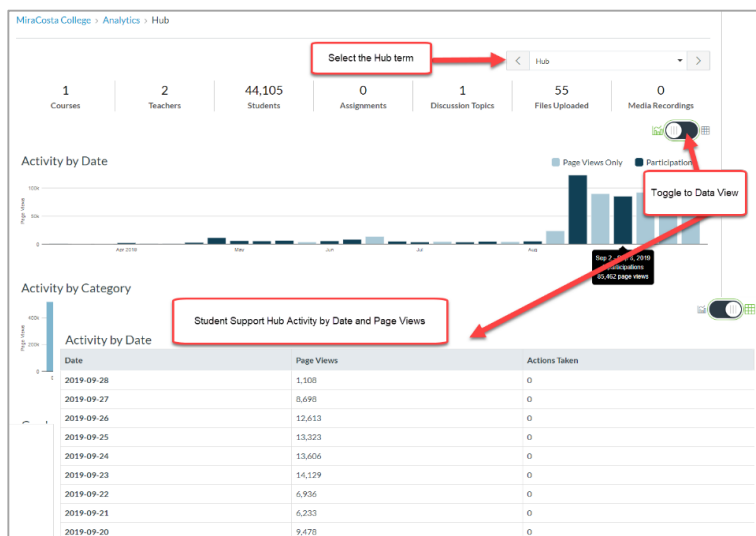 MiraCosta College > Analytics > Hub
Select the Hub term
Hub
1 2 44,105 0 1 55 0
Courses Teachers Students Assignments Discussion Topics Files Uploaded Media Recordings
Activity by Date
Page Views Only Participation
Toggle to Data View
Page Views
100k
50k
0
Apr 2019 May Jun Jul Aug
Sep 2 - Sep 8, 2019
participations
85,462 page views
Activity by Category
Student Support Hub Activity by Date and Page Views
Page Views
400k
200k
0
Activity by Date
Date Page Views Actions Taken
2019-09-28 1,108 0
2019-09-27 8,698 0
2019-09-26 12,613 0
2019-09-25 13,323 0
2019-09-24 13,606 0
2019-09-23 14,129 0
2019-09-22 6,936 0
2019-09-21 6,233 0
2019-09-20 9,478 0